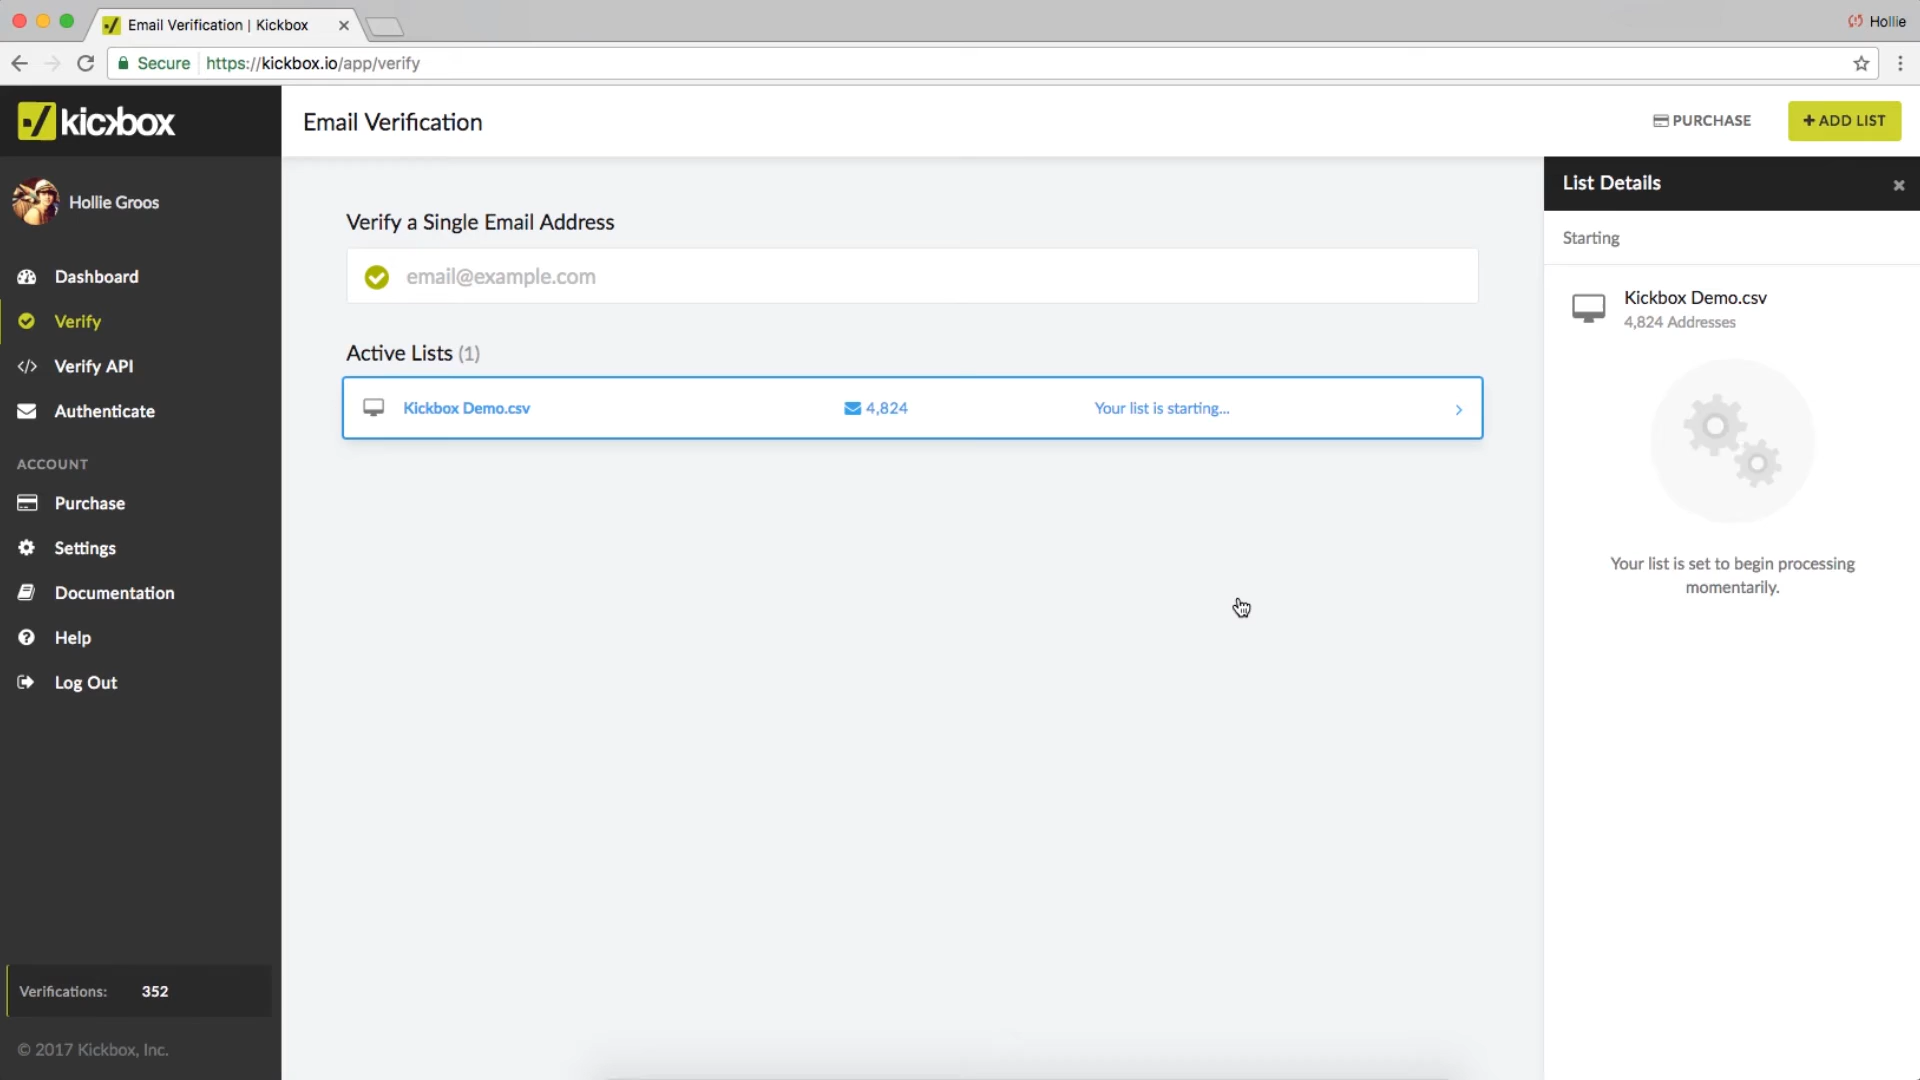 Email Verification | Kickbox
Hollie
Secure https://kickbox.io/app/verify
kickbox
Email Verification
PURCHASE
+ ADD LIST
Hollie Groos
Dashboard
Verify
Verify API
Authenticate
ACCOUNT
Purchase
Settings
Documentation
Help
Log Out
Verifications: 352
© 2017 Kickbox, Inc.
Verify a Single Email Address
email@example.com
Active Lists (1)
Kickbox Demo.csv 4,824 Your list is starting...
List Details
Starting
Kickbox Demo.csv
4,824 Addresses
Your list is set to begin processing
momentarily.